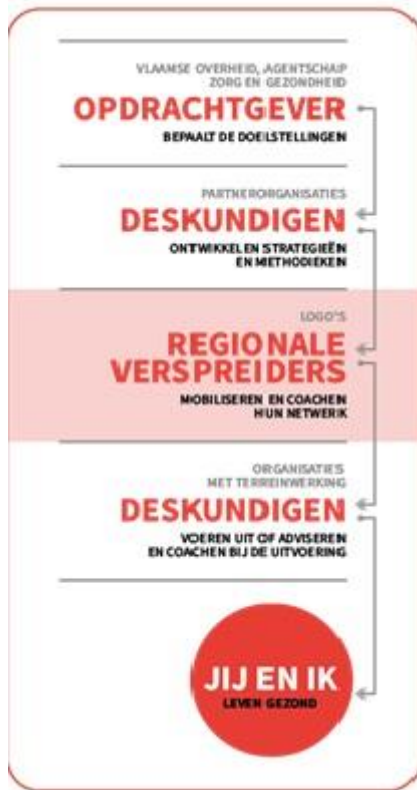 VLAAMSE OVERHEID, AGENTSCHAP
ZORG EN GEZONDHEID
OPDRACHTGEVER
BEPAALT DE DOELSTELLINGEN
PARTNERORGANISATIES
DESKUNDIGEN
ONTWIKKELEN STRATEGIEËN
EN METHODIEKEN
LOGO'S
REGIONALE
VERSPREIDERS
MOBILISEREN EN COACHEN
HUN NETWERK
ORGANISATIES
MET TERREINWERKING
DESKUNDIGEN
VOEREN UIT OF ADVISEREN
EN COACHEN BIJ DE UITVOERING
JIJ EN IK
LEVEN GEZOND